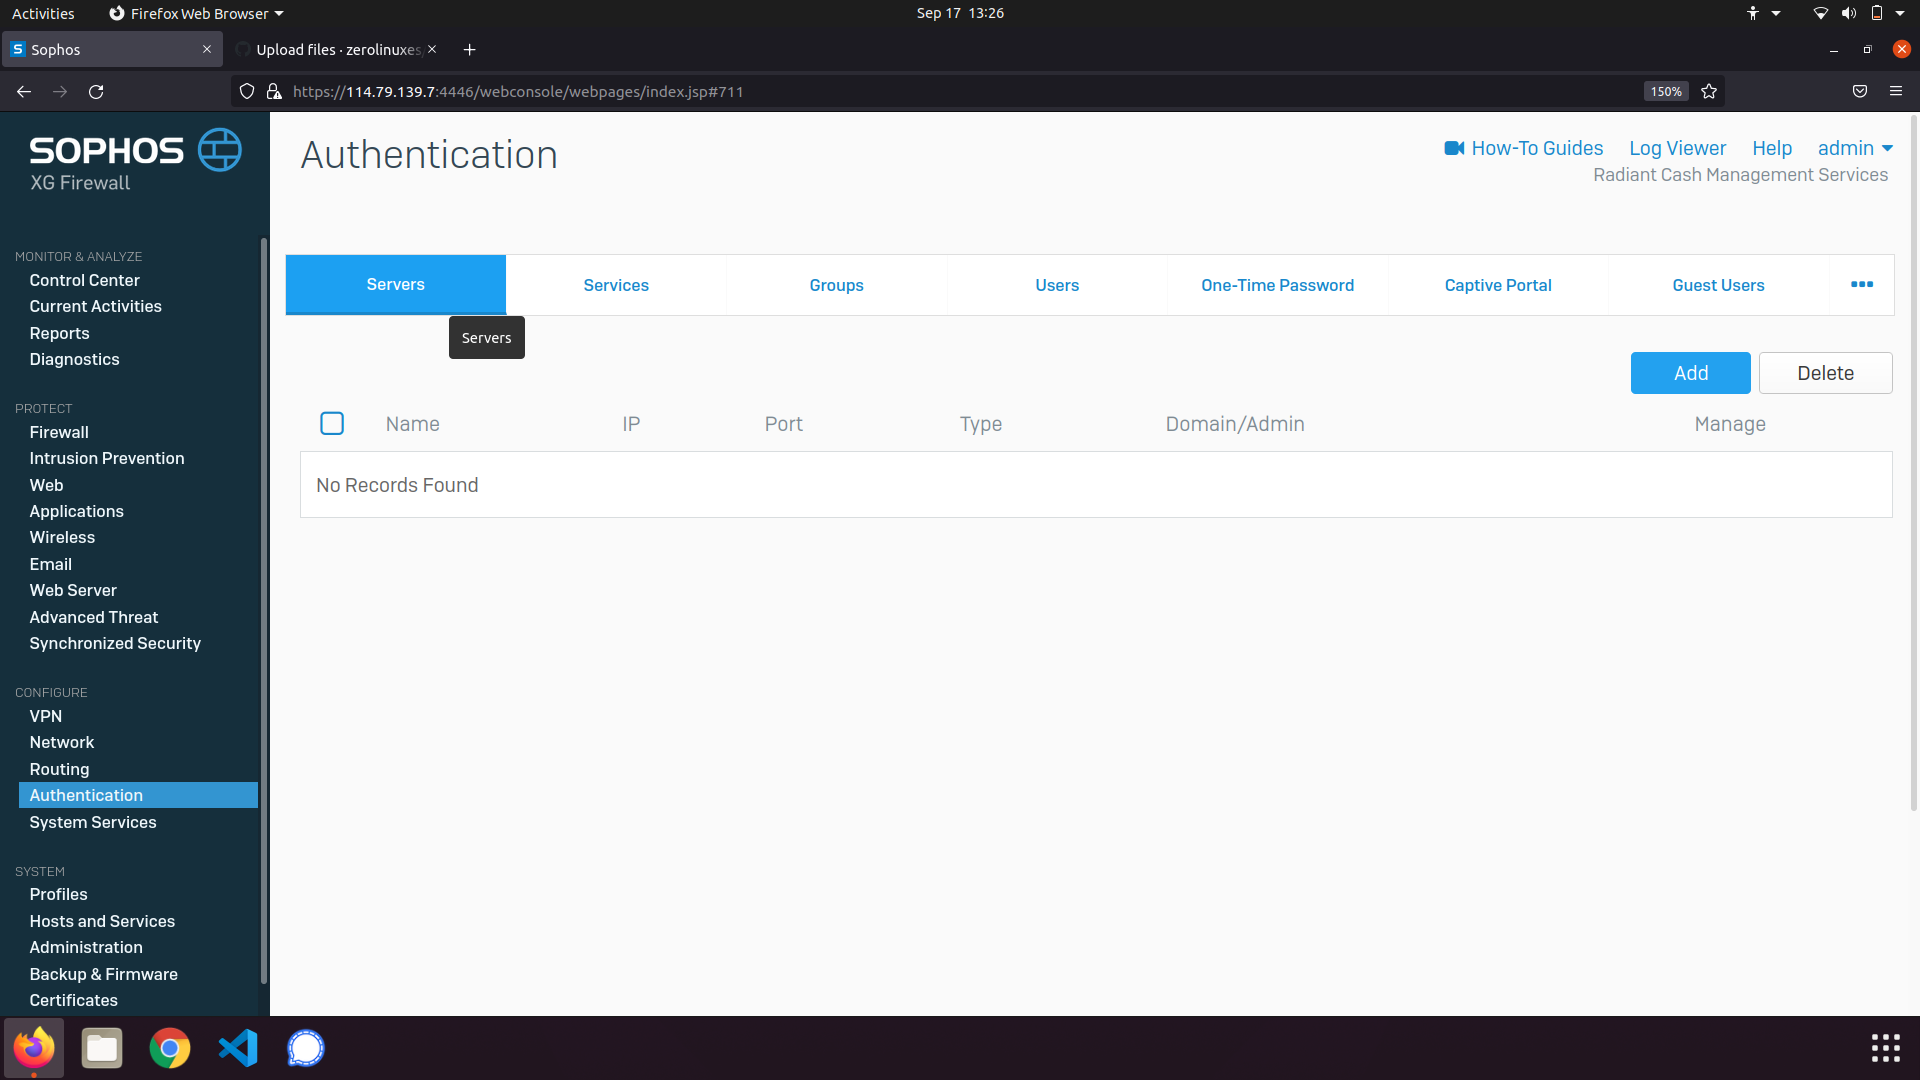 Activities
Firefox Web Browser
Sep 17 13:26
Sophos
Upload files · zerolinuxes/
https://114.79.139.7:4446/webconsole/webpages/index.jsp#711
150%
SOPHOS
XG Firewall
Authentication
How-To Guides
Log Viewer
Help
admin
Radiant Cash Management Services
MONITOR & ANALYZE
Control Center
Current Activities
Reports
Diagnostics
PROTECT
Firewall
Intrusion Prevention
Web
Applications
Wireless
Email
Web Server
Advanced Threat
Synchronized Security
CONFIGURE
VPN
Network
Routing
Authentication
System Services
SYSTEM
Profiles
Hosts and Services
Administration
Backup & Firmware
Certificates
Servers
Services
Groups
Users
One-Time Password
Captive Portal
Guest Users
Servers
Add
Delete
Name
IP
Port
Type
Domain/Admin
Manage
No Records Found